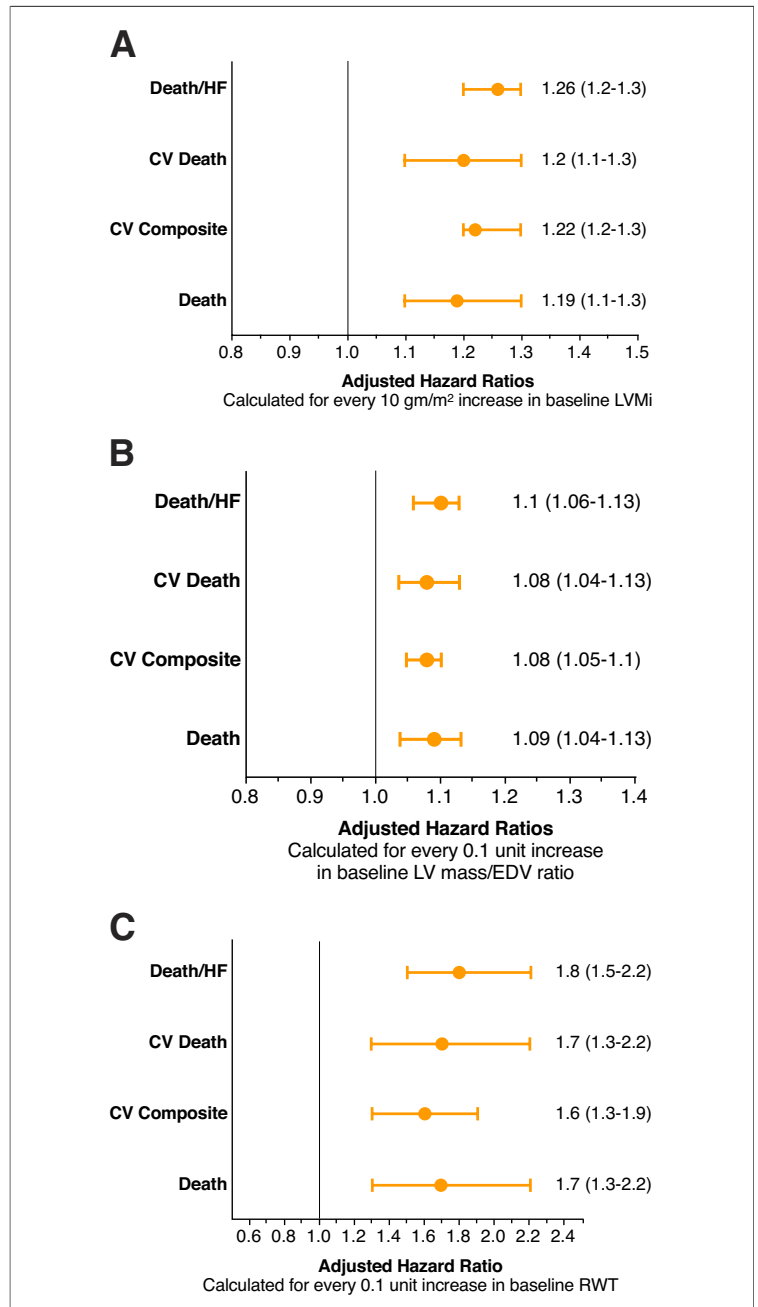 A
Death/HF 1.26 (1.2-1.3)
CV Death 1.2 (1.1-1.3)
CV Composite 1.22 (1.2-1.3)
Death 1.19 (1.1-1.3)
0.8 0.9 1.0 1.1 1.2 1.3 1.4 1.5
Adjusted Hazard Ratios
Calculated for every 10 gm/m² increase in baseline LVMi
B
Death/HF 1.1 (1.06-1.13)
CV Death 1.08 (1.04-1.13)
CV Composite 1.08 (1.05-1.1)
Death 1.09 (1.04-1.13)
0.8 0.9 1.0 1.1 1.2 1.3 1.4
Adjusted Hazard Ratios
Calculated for every 0.1 unit increase
in baseline LV mass/EDV ratio
C
Death/HF 1.8 (1.5-2.2)
CV Death 1.7 (1.3-2.2)
CV Composite 1.6 (1.3-1.9)
Death 1.7 (1.3-2.2)
0.6 0.8 1.0 1.2 1.4 1.6 1.8 2.0 2.2 2.4
Adjusted Hazard Ratio
Calculated for every 0.1 unit increase in baseline RWT